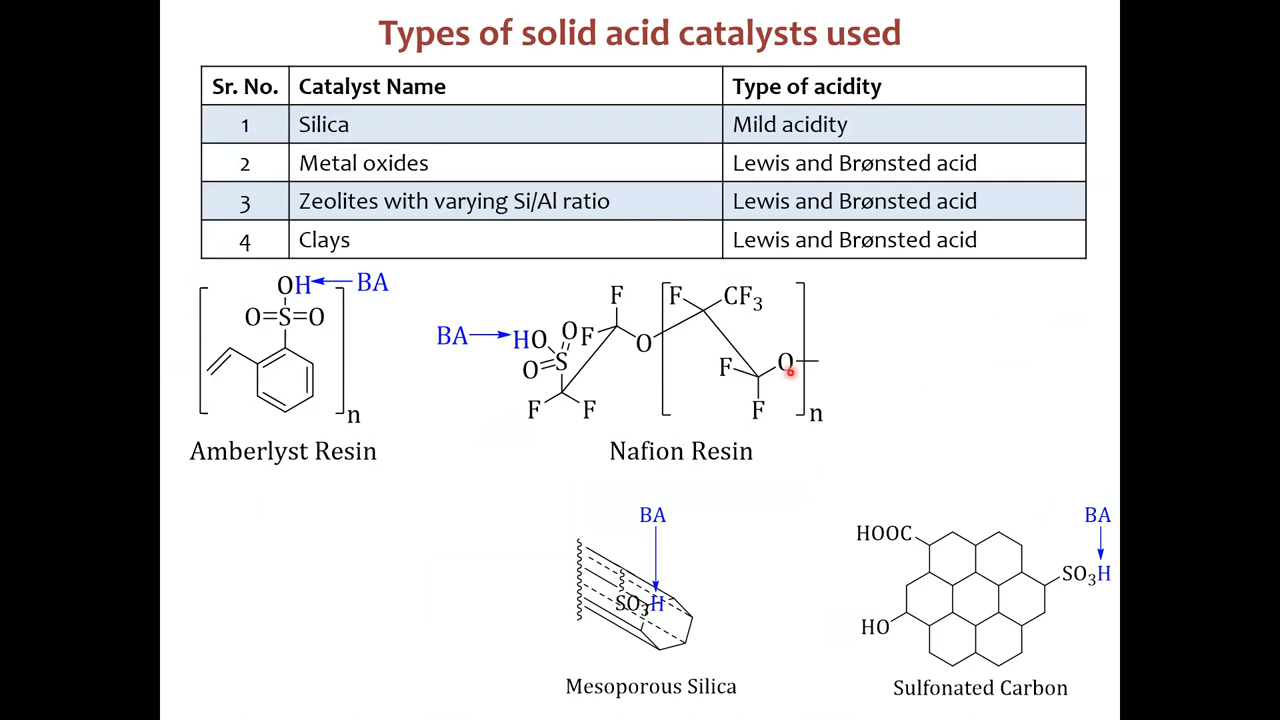 Types of solid acid catalysts used
Sr. No. Catalyst Name Type of acidity
1 Silica Mild acidity
2 Metal oxides Lewis and Brønsted acid
3 Zeolites with varying Si/Al ratio Lewis and Brønsted acid
4 Clays Lewis and Brønsted acid
OH BA
O=S=O
n
Amberlyst Resin
F F CF3
BA HO O F
O S O F O
F F F n
Nafion Resin
BA
SO3H
Mesoporous Silica
HOOC BA
SO3H
HO
Sulfonated Carbon